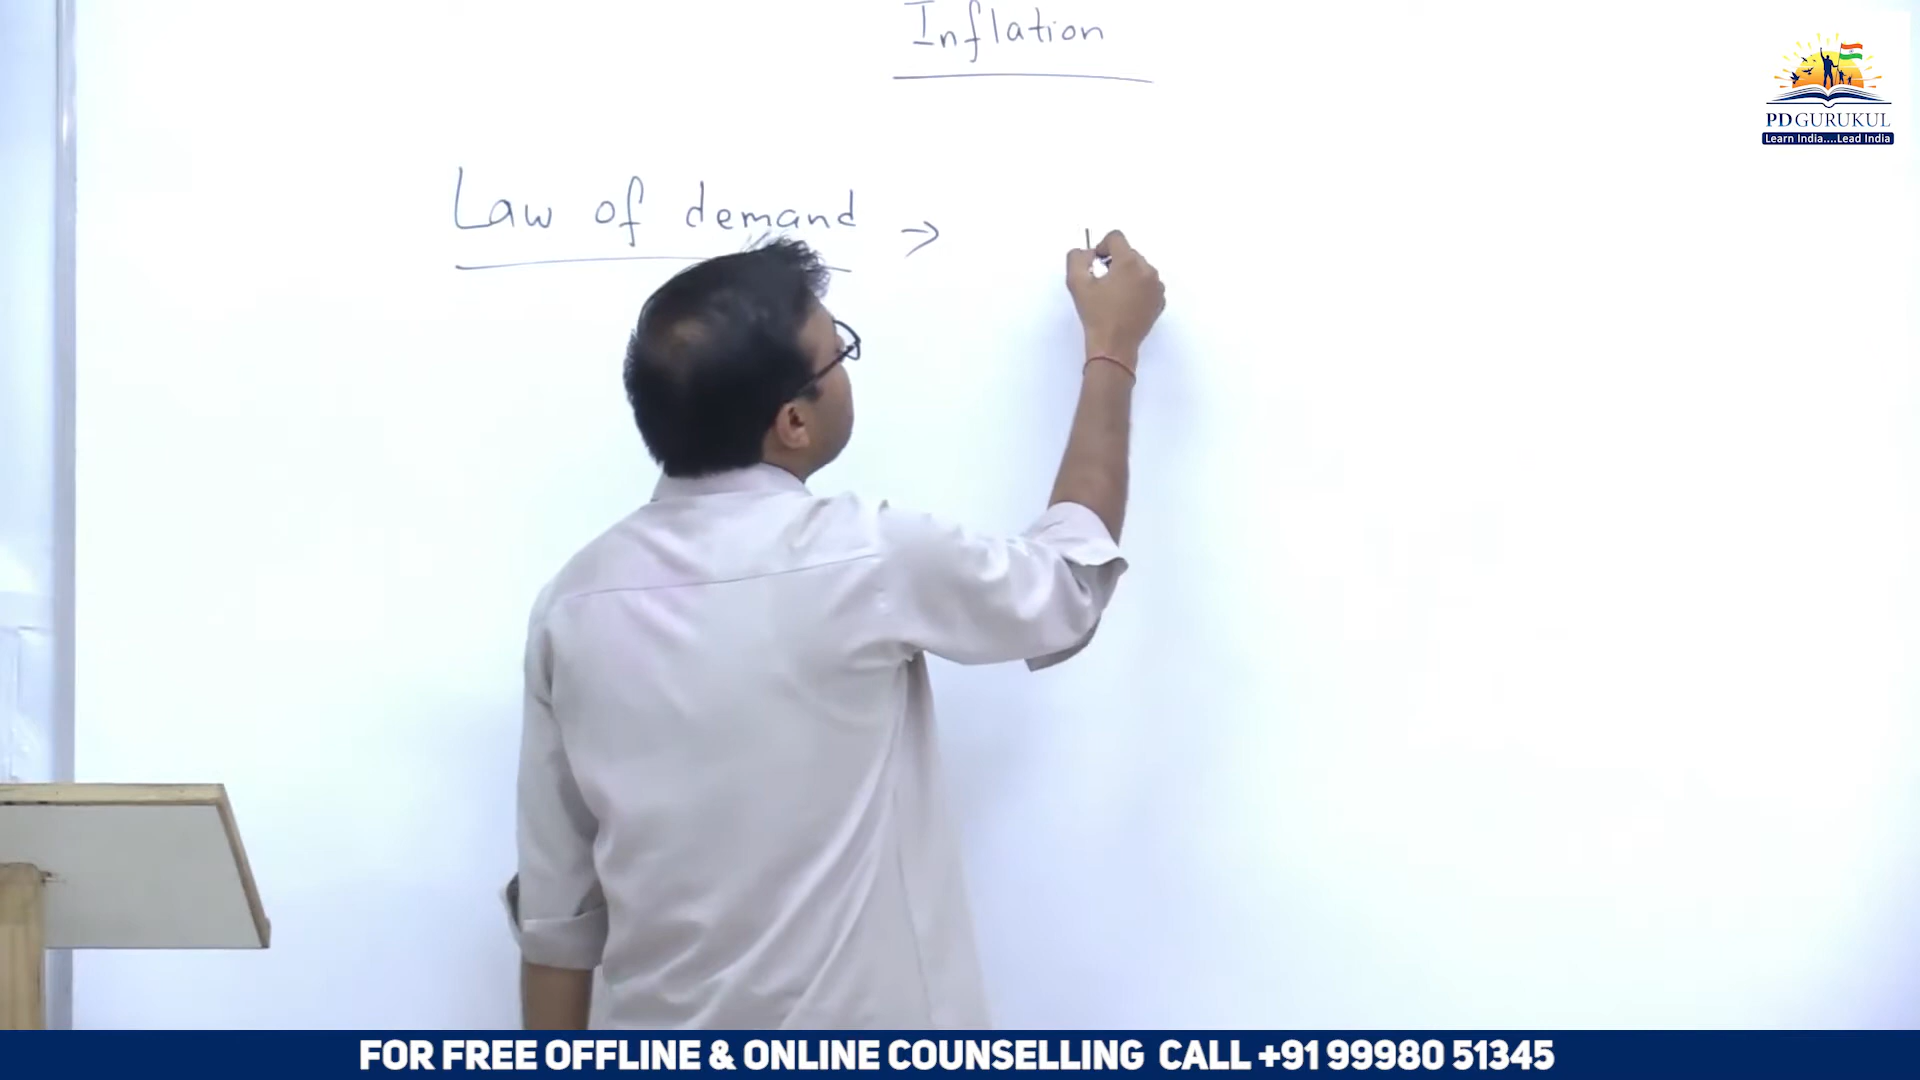 Inflation
PD GURUKUL
Learn India....Lead India
Law of demand →
FOR FREE OFFLINE & ONLINE COUNSELLING CALL +91 99980 51345